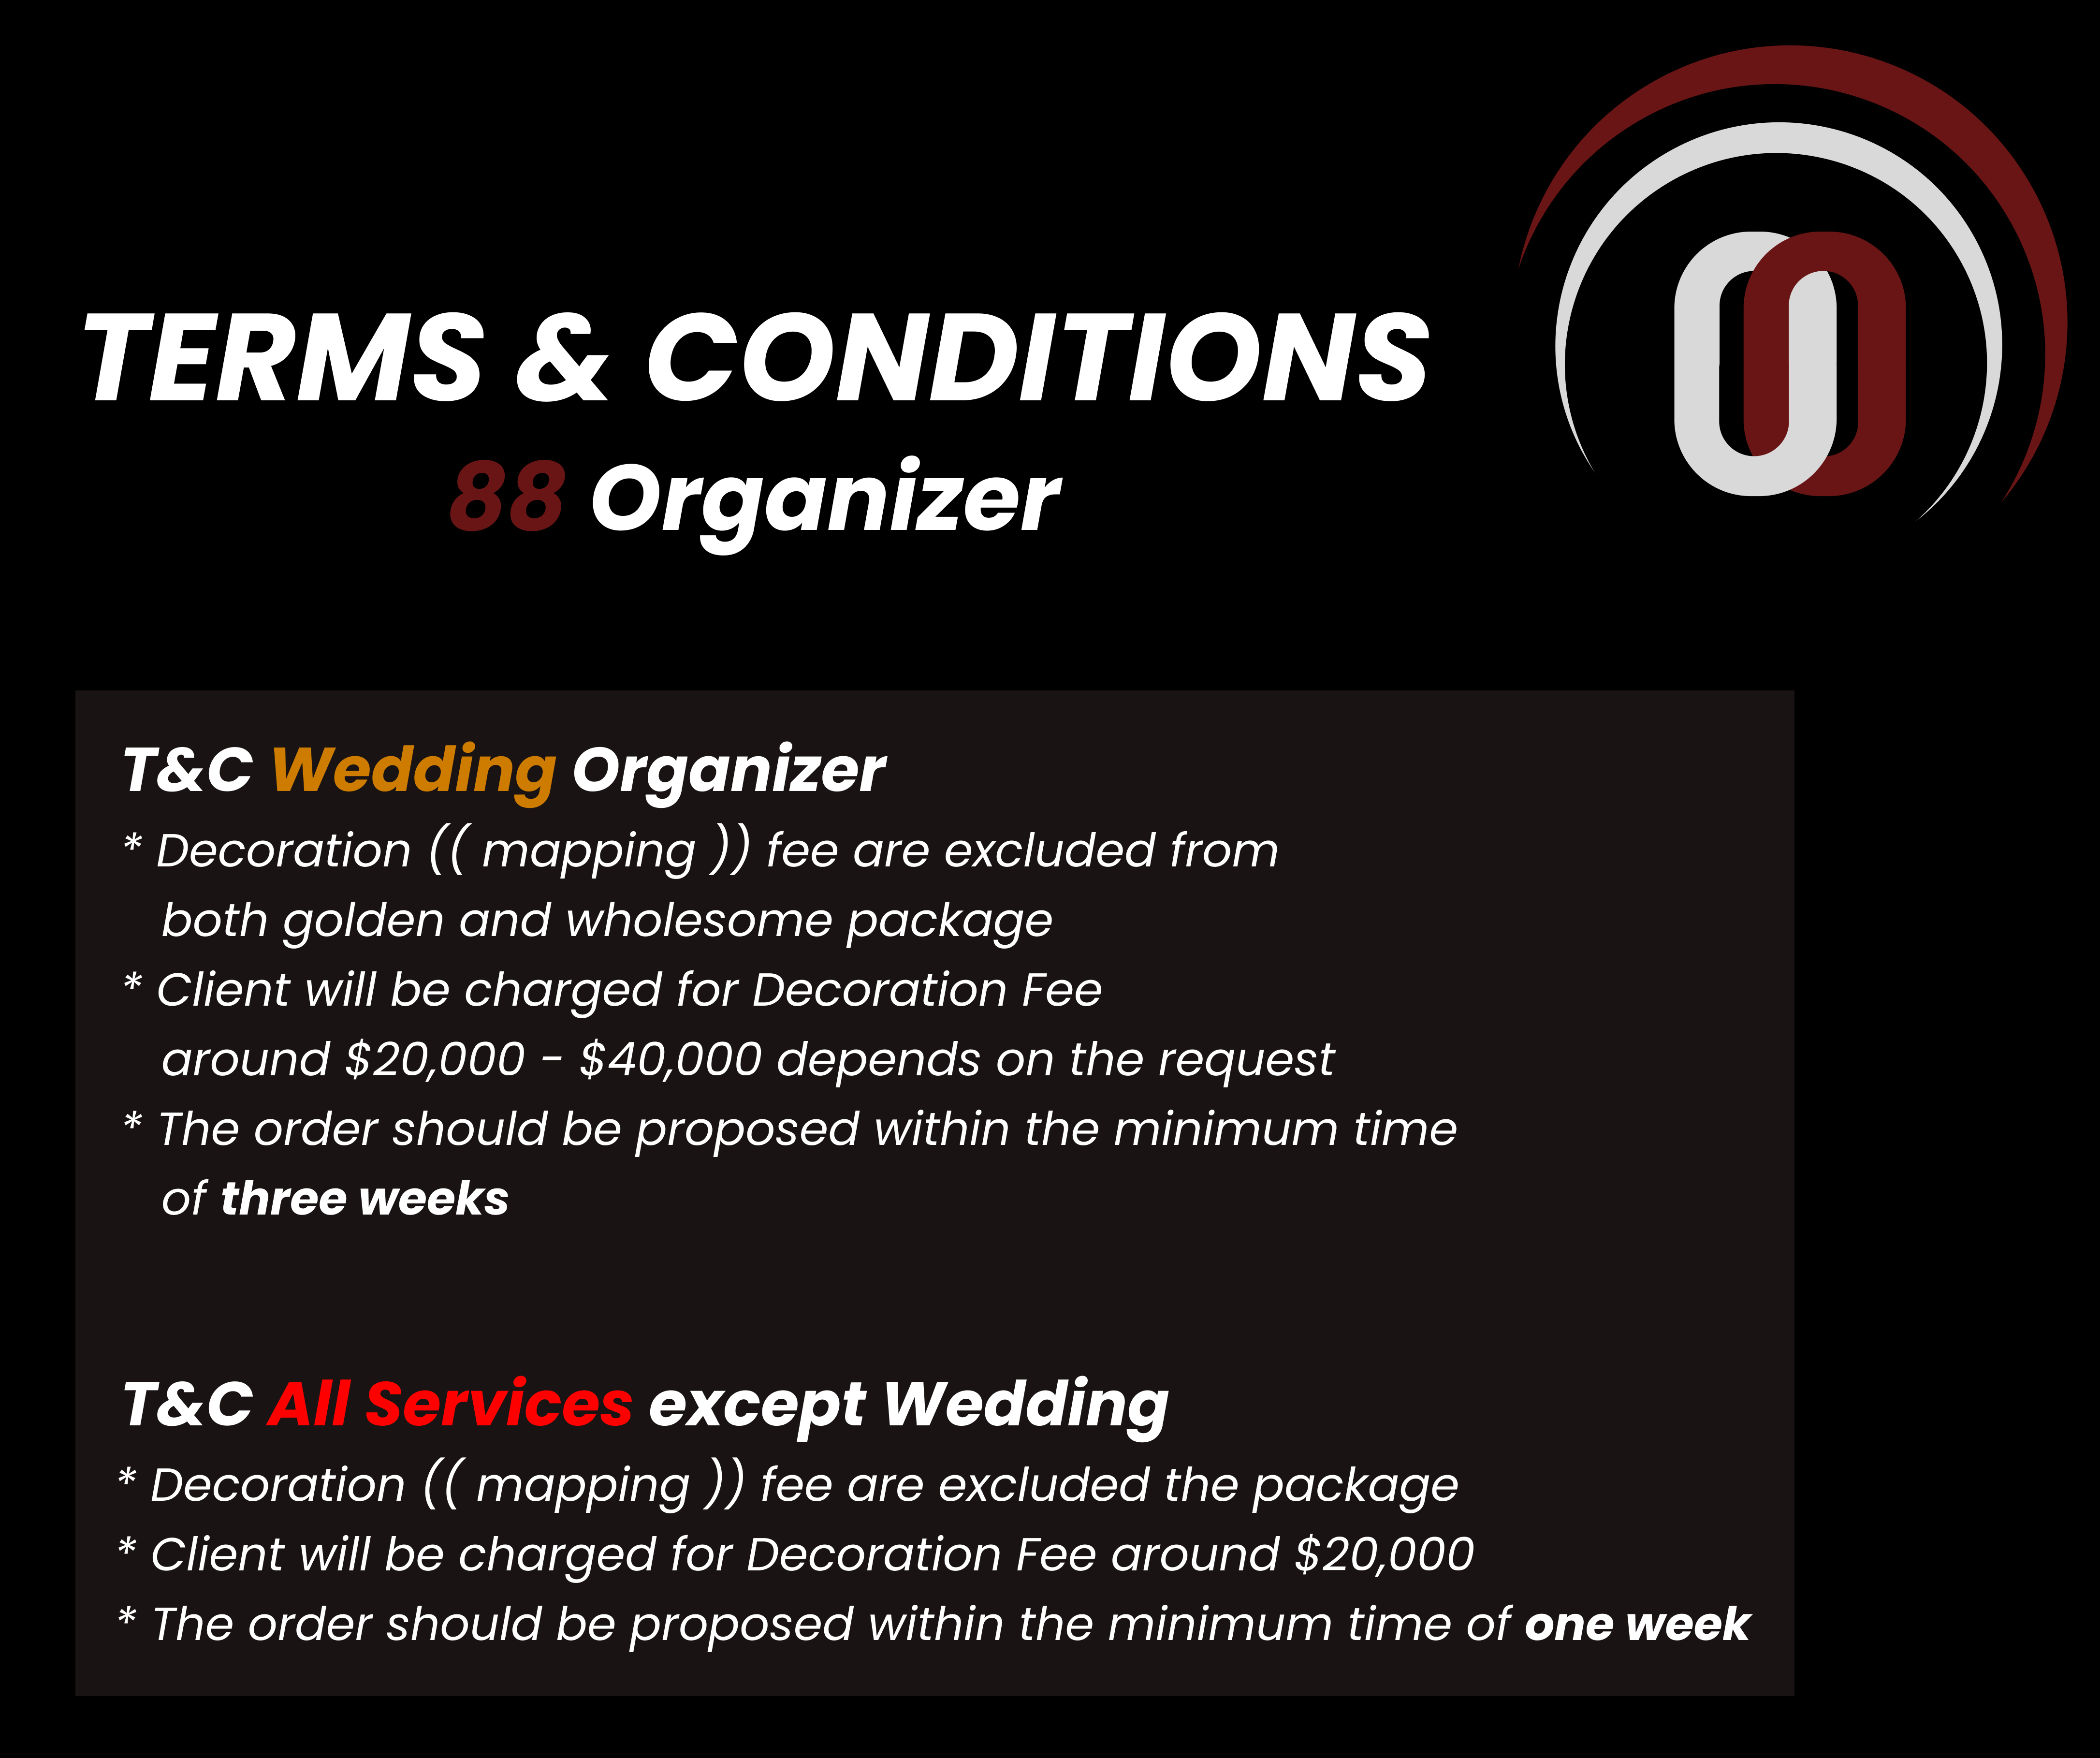 TERMS & CONDITIONS
88 Organizer
T&C Wedding Organizer
* Decoration (( mapping )) fee are excluded from
both golden and wholesome package
* Client will be charged for Decoration Fee
around $20,000 - $40,000 depends on the request
* The order should be proposed within the minimum time
of three weeks
T&C All Services except Wedding
* Decoration (( mapping )) fee are excluded the package
* Client will be charged for Decoration Fee around $20,000
* The order should be proposed within the minimum time of one week